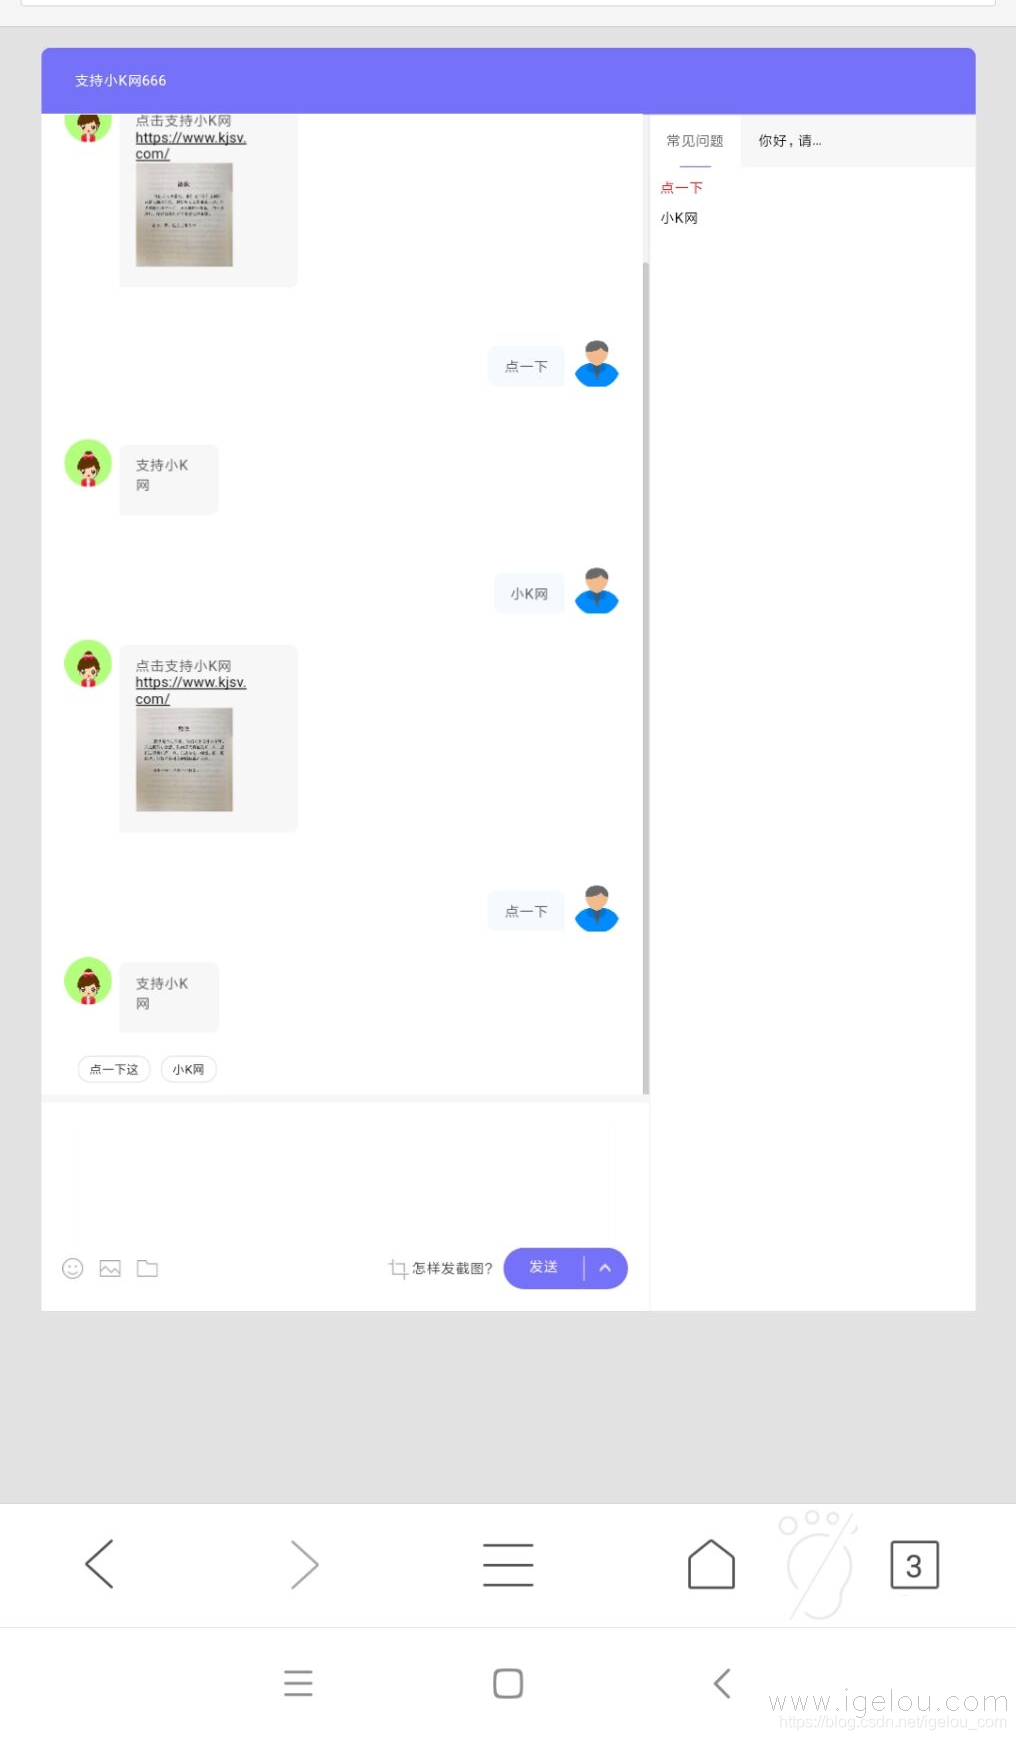 支持小K网666
点击支持小K网
https://www.kjsv.
com/
常见问题
你好，请...
点一下
小K网
点一下
支持小K
网
小K网
点击支持小K网
https://www.kjsv.
com/
点一下
支持小K
网
点一下这
小K网
怎样发截图?
发送
3
www.igelou.com
https://blog.csdn.net/igelou_com